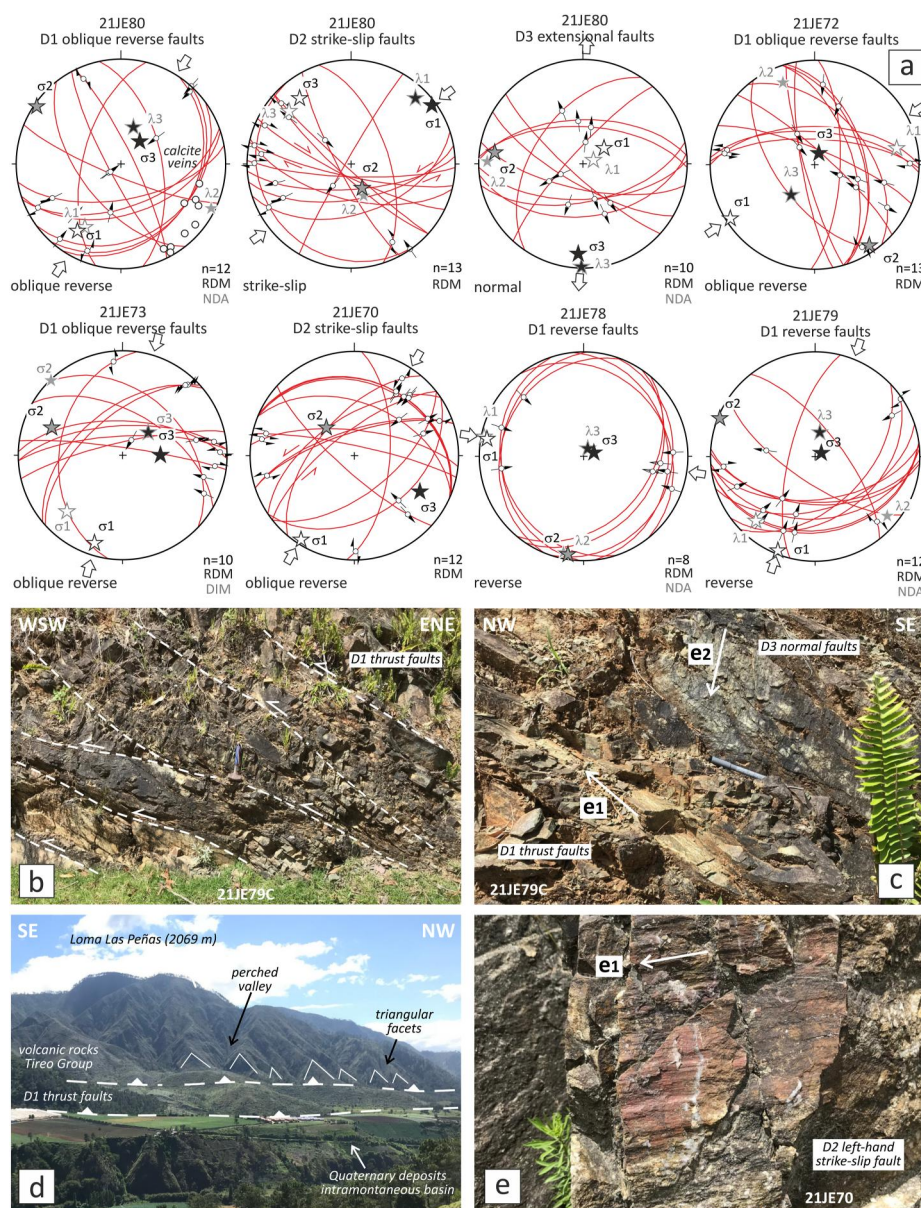 21JE80
D1 oblique reverse faults
σ2
λ3
σ3
calcite
veins
λ2
λ1
σ1
oblique reverse
n=12
RDM
NDA
21JE80
D2 strike-slip faults
σ3
λ1
λ3
σ1
σ2
λ2
strike-slip
n=13
RDM
21JE80
D3 extensional faults
σ1
σ2
λ1
λ2
σ3
λ3
normal
n=10
RDM
NDA
21JE72
D1 oblique reverse faults
a
λ2
λ1
σ3
λ3
σ1
σ2
oblique reverse
n=13
RDM
21JE73
D1 oblique reverse faults
σ2
σ2
σ3
σ3
σ1
σ1
oblique reverse
n=10
RDM
DIM
21JE70
D2 strike-slip faults
σ2
σ3
σ1
oblique reverse
n=12
RDM
21JE78
D1 reverse faults
λ1
σ1
λ3
σ3
σ2
λ2
reverse
n=8
RDM
NDA
21JE79
D1 reverse faults
σ2
λ3
σ3
λ2
λ1
σ1
reverse
n=12
RDM
NDA
WSW
ENE
D1 thrust faults
b
21JE79C
NW
SE
e2
D3 normal faults
e1
D1 thrust faults
21JE79C
c
SE
NW
Loma Las Peñas (2069 m)
perched
valley
triangular
facets
volcanic rocks
Tireo Group
D1 thrust faults
Quaternary deposits
intramontaneous basin
d
e1
D2 left-hand
strike-slip fault
e
21JE70